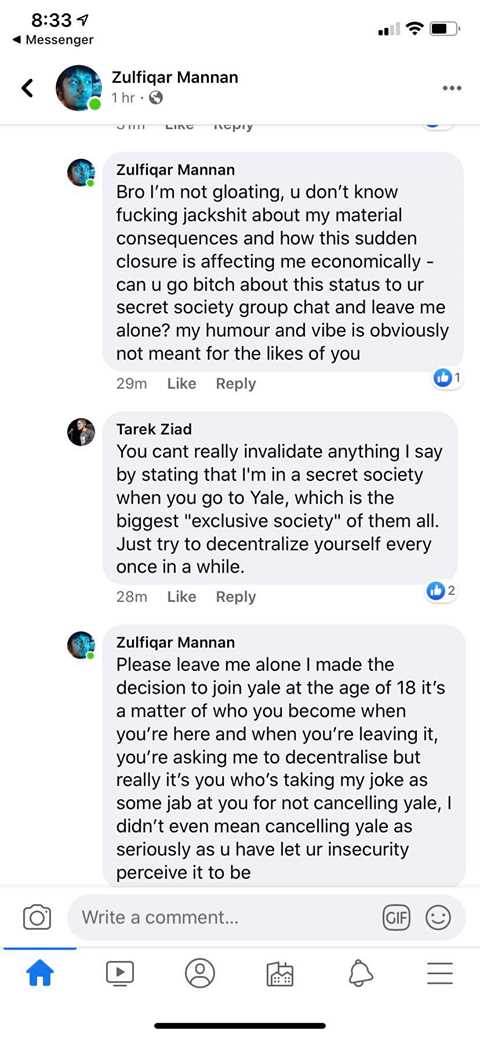 8:33
Messenger
Zulfiqar Mannan
1 hr ·
31m Like Reply
Zulfiqar Mannan
Bro I'm not gloating, u don't know
fucking jackshit about my material
consequences and how this sudden
closure is affecting me economically -
can u go bitch about this status to ur
secret society group chat and leave me
alone? my humour and vibe is obviously
not meant for the likes of you
29m Like Reply
1
Tarek Ziad
You cant really invalidate anything I say
by stating that I'm in a secret society
when you go to Yale, which is the
biggest "exclusive society" of them all.
Just try to decentralize yourself every
once in a while.
28m Like Reply
2
Zulfiqar Mannan
Please leave me alone I made the
decision to join yale at the age of 18 it's
a matter of who you become when
you're here and when you're leaving it,
you're asking me to decentralise but
really it's you who's taking my joke as
some jab at you for not cancelling yale, I
didn't even mean cancelling yale as
seriously as u have let ur insecurity
perceive it to be
Write a comment...
GIF